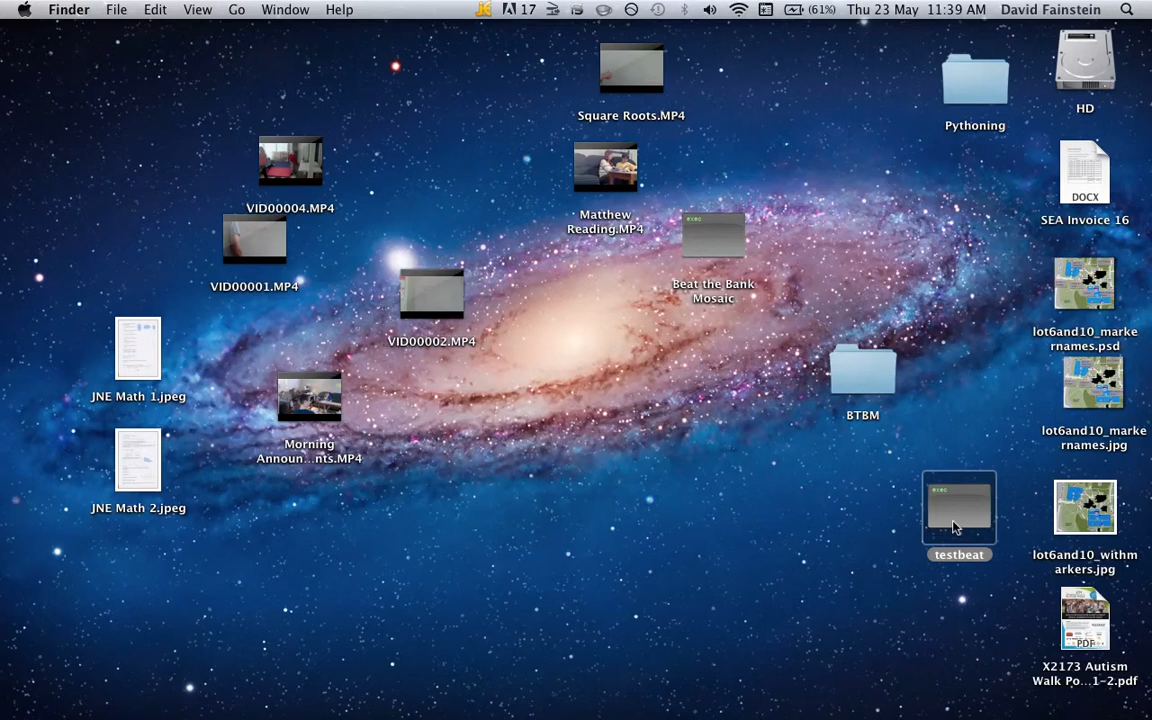 Finder File Edit View Go Window Help 17 (61%) Thu 23 May 11:39 AM David Fainstein
Square Roots.MP4
Pythoning
HD
VID00004.MP4
Matthew
Reading.MP4
DOCX
SEA Invoice 16
VID00001.MP4
exec
Beat the Bank
Mosaic
VID00002.MP4
lot6and10_marke
rnames.psd
JNE Math 1.jpeg
BTBM
Morning
Announ...nts.MP4
lot6and10_marke
rnames.jpg
JNE Math 2.jpeg
exec
testbeat
lot6and10_withm
arkers.jpg
PDF
X2173 Autism
Walk Po...1-2.pdf